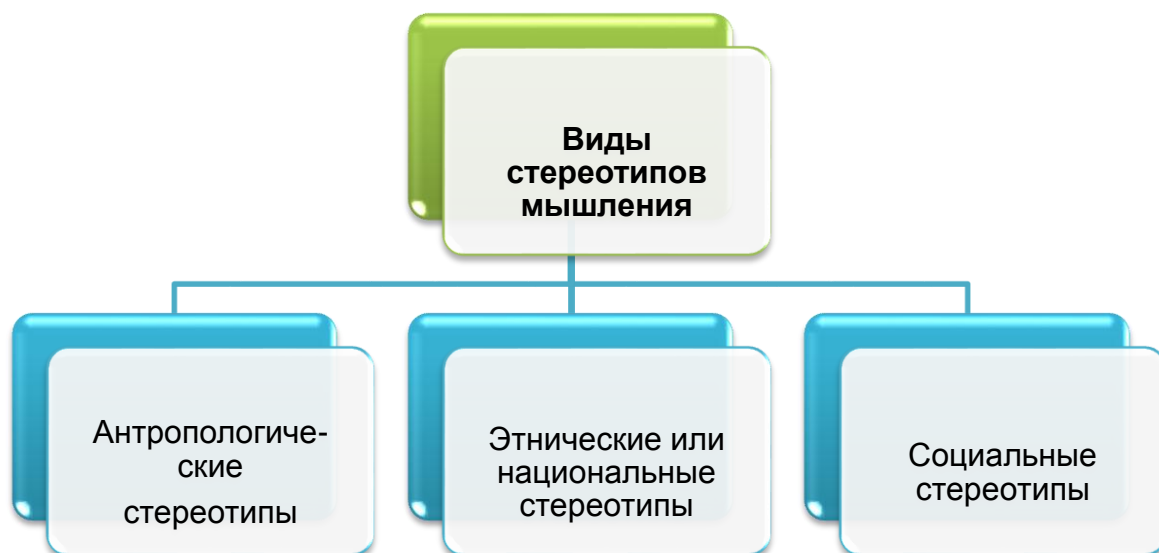 Виды
стереотипов
мышления
Антропологиче-
ские
стереотипы
Этнические или
национальные
стереотипы
Социальные
стереотипы